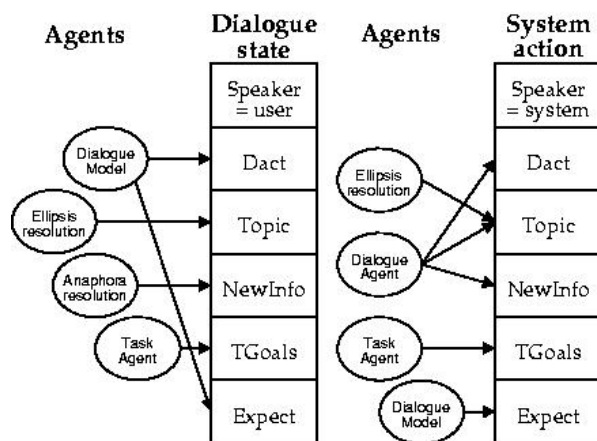 Agents
Dialogue
state
Speaker
= user
Dialogue
Model
Dact
Ellipsis
resolution
Topic
Anaphora
resolution
NewInfo
Task
Agent
TGoals
Expect
Agents
System
action
Speaker
= system
Dact
Ellipsis
resolution
Topic
Dialogue
Agent
NewInfo
Task
Agent
TGoals
Dialogue
Model
Expect